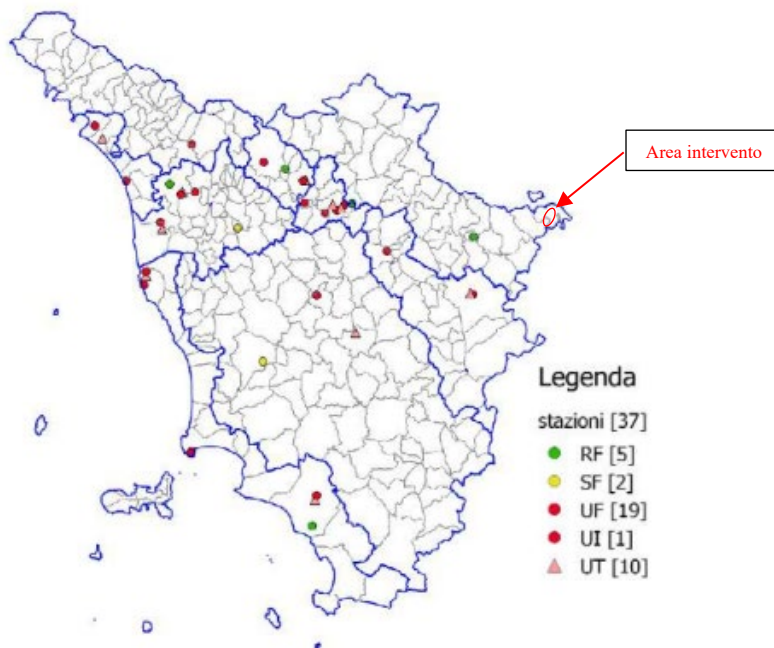 Area intervento
Legenda
stazioni [37]
RF [5]
SF [2]
UF [19]
UI [1]
UT [10]